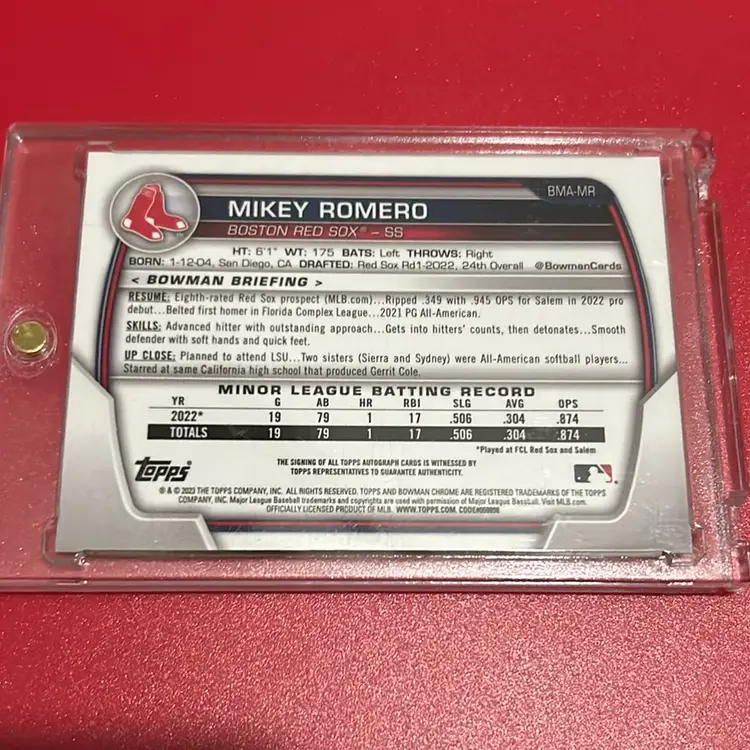 BMA-MR
MIKEY ROMERO
BOSTON RED SOX® – SS
HT: 6'1" WT: 175 BATS: Left THROWS: Right
BORN: 1-12-04, San Diego, CA DRAFTED: Red Sox Rd1-2022, 24th Overall @BowmanCards
< BOWMAN BRIEFING >
RESUME: Eighth-rated Red Sox prospect (MLB.com)...Ripped .349 with .945 OPS for Salem in 2022 pro
debut...Belted first homer in Florida Complex League...2021 PG All-American.
SKILLS: Advanced hitter with outstanding approach...Gets into hitters' counts, then detonates...Smooth
defender with soft hands and quick feet.
UP CLOSE: Planned to attend LSU...Two sisters (Sierra and Sydney) were All-American softball players...
Starred at same California high school that produced Gerrit Cole.
MINOR LEAGUE BATTING RECORD
YR G AB HR RBI SLG AVG OPS
2022* 19 79 1 17 .506 .304 .874
TOTALS 19 79 1 17 .506 .304 .874
*Played at FCL Red Sox and Salem
Topps
THE SIGNING OF ALL TOPPS AUTOGRAPH CARDS IS WITNESSED BY
TOPPS REPRESENTATIVES TO GUARANTEE AUTHENTICITY.
® & © 2023 THE TOPPS COMPANY, INC. ALL RIGHTS RESERVED. TOPPS AND BOWMAN CHROME ARE REGISTERED TRADEMARKS OF THE TOPPS
COMPANY, INC. Major League Baseball trademarks and copyrights are used with permission of Major League Baseball. Visit MLB.com.
OFFICIALLY LICENSED PRODUCT OF MLB. WWW.TOPPS.COM. CODE#